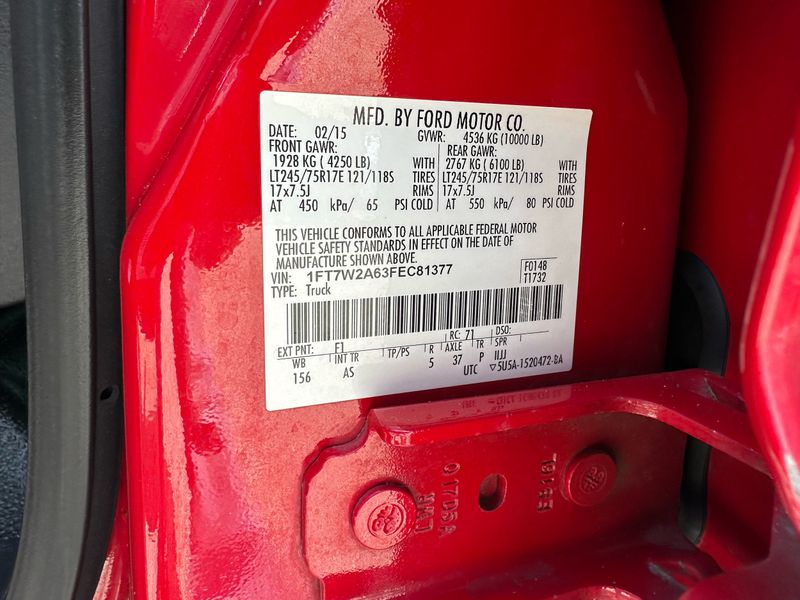 MFD. BY FORD MOTOR CO.
DATE: 02/15 GVWR: 4536 KG (10000 LB)
FRONT GAWR: REAR GAWR:
1928 KG ( 4250 LB) WITH 2767 KG ( 6100 LB) WITH
LT245/75R17E 121/118S TIRES LT245/75R17E 121/118S TIRES
17x7.5J RIMS 17x7.5J RIMS
AT 450 kPa/ 65 PSI COLD AT 550 kPa/ 80 PSI COLD
THIS VEHICLE CONFORMS TO ALL APPLICABLE FEDERAL MOTOR
VEHICLE SAFETY STANDARDS IN EFFECT ON THE DATE OF
MANUFACTURE SHOWN ABOVE.
VIN: 1FT7W2A63FEC81377 F0148
TYPE: Truck T1732
EXT PNT: F1 RC: 71 DSO:
WB INT TR TP/PS R AXLE TR SPR
156 AS 5 37 P IIJJ
UTC ▽5U5A-1520472-BA